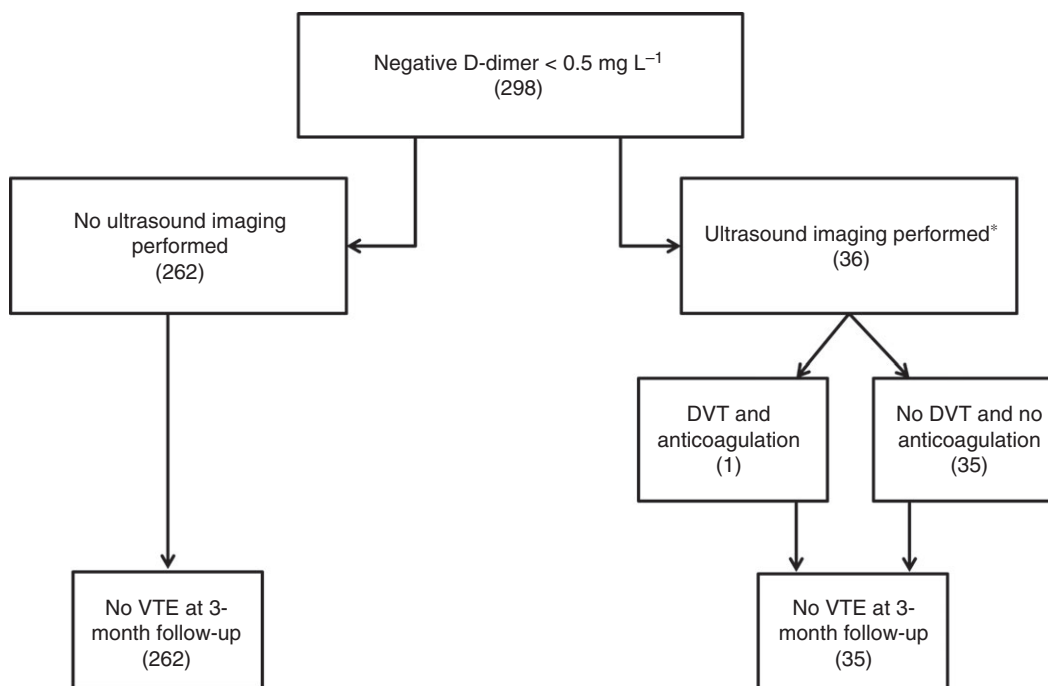 Negative D-dimer < 0.5 mg L⁻¹
(298)
No ultrasound imaging
performed
(262)
Ultrasound imaging performed*
(36)
DVT and
anticoagulation
(1)
No DVT and no
anticoagulation
(35)
No VTE at 3-
month follow-up
(262)
No VTE at 3-
month follow-up
(35)